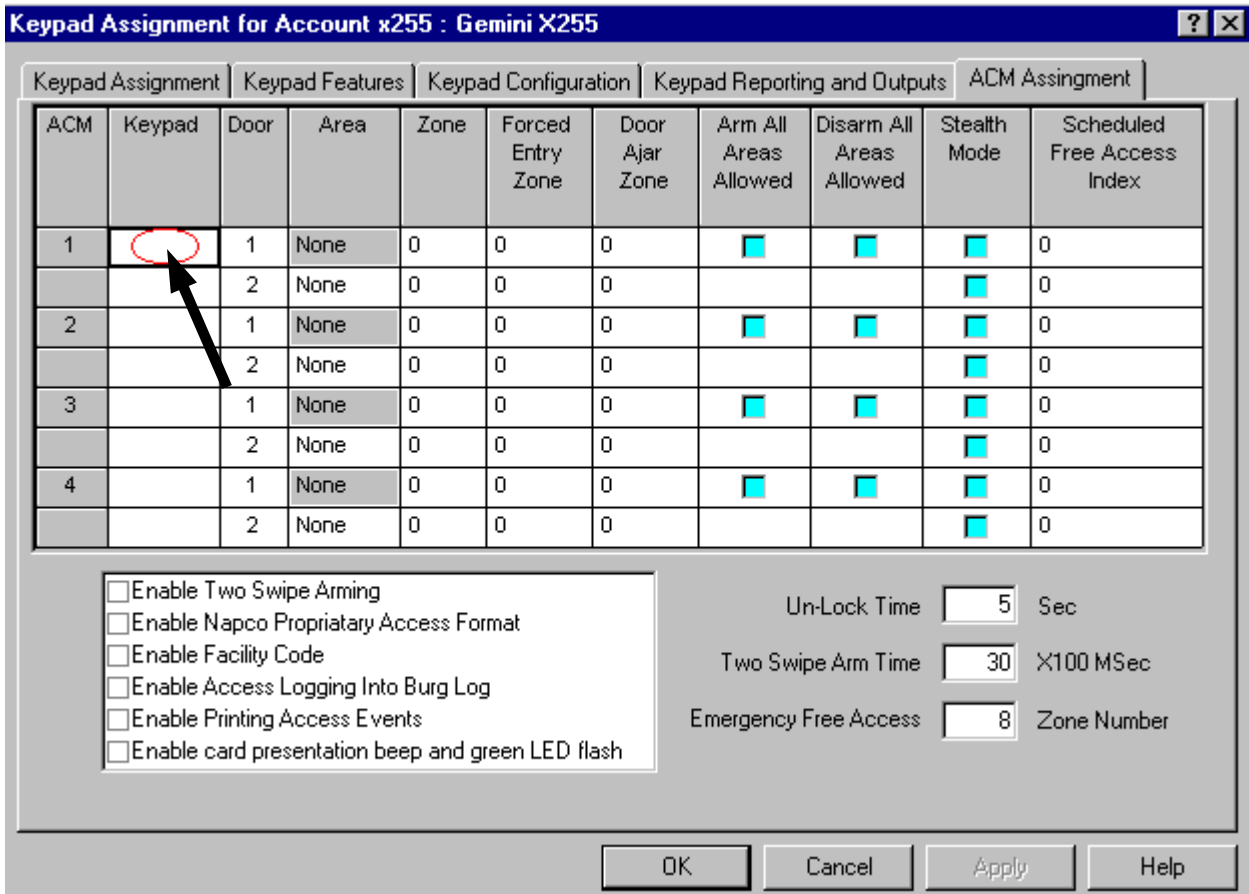 Keypad Assignment for Account x255 : Gemini X255
Keypad Assignment Keypad Features Keypad Configuration Keypad Reporting and Outputs ACM Assingment
ACM Keypad Door Area Zone Forced Entry Zone Door Ajar Zone Arm All Areas Allowed Disarm All Areas Allowed Stealth Mode Scheduled Free Access Index
1 1 None 0 0 0 0
2 None 0 0 0 0
2 1 None 0 0 0 0
2 None 0 0 0 0
3 1 None 0 0 0 0
2 None 0 0 0 0
4 1 None 0 0 0 0
2 None 0 0 0 0
Enable Two Swipe Arming
Enable Napco Propriatary Access Format
Enable Facility Code
Enable Access Logging Into Burg Log
Enable Printing Access Events
Enable card presentation beep and green LED flash
Un-Lock Time 5 Sec
Two Swipe Arm Time 30 X100 MSec
Emergency Free Access 8 Zone Number
OK Cancel Apply Help